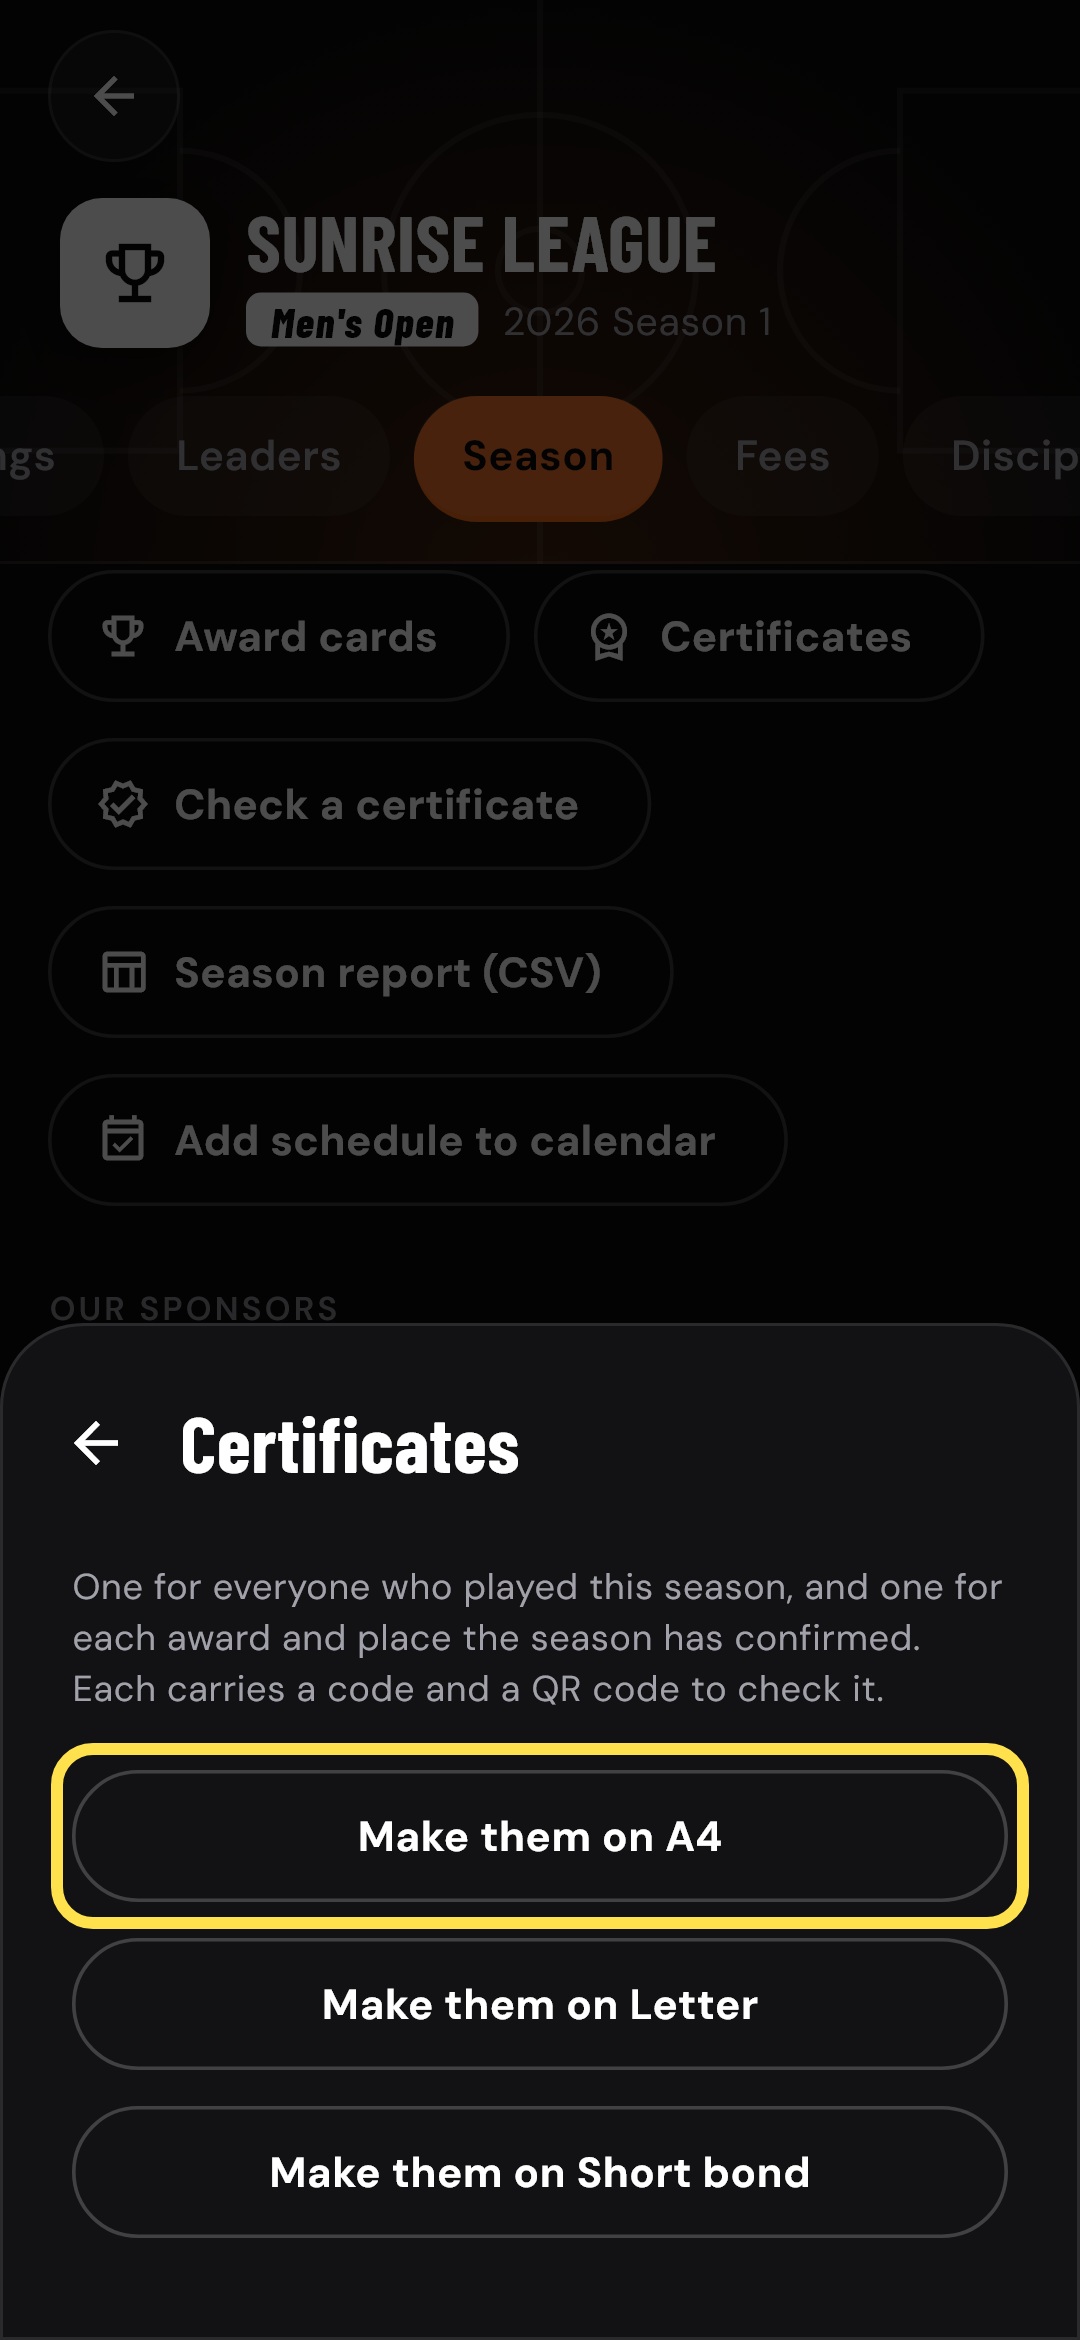 SUNRISE LEAGUE
Men's Open 2026 Season 1
ngs Leaders Season Fees Discip
Award cards Certificates
Check a certificate
Season report (CSV)
Add schedule to calendar
OUR SPONSORS
Certificates
One for everyone who played this season, and one for
each award and place the season has confirmed.
Each carries a code and a QR code to check it.
Make them on A4
Make them on Letter
Make them on Short bond